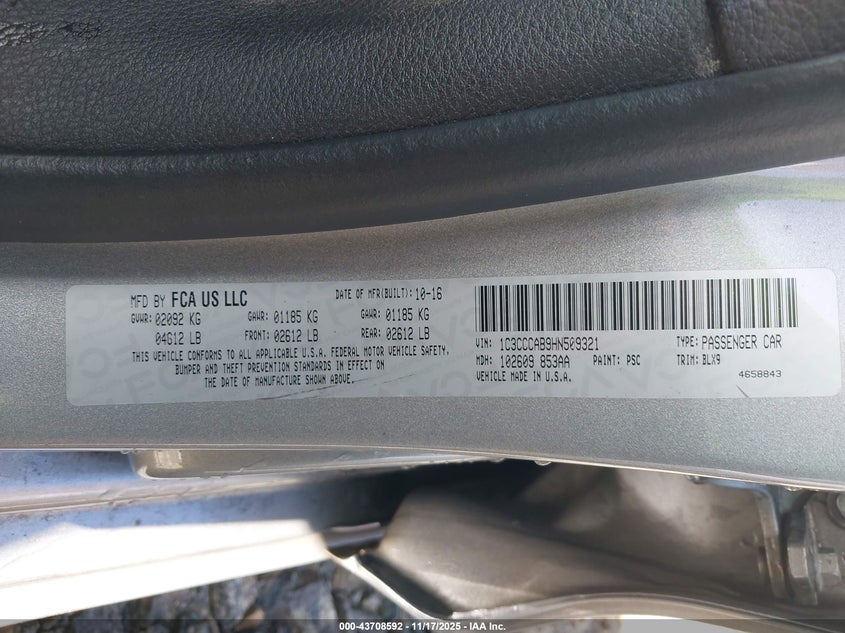 MFD BY FCA US LLC DATE OF MFR(BUILT): 10-16
GVWR: 02092 KG GAWR: 01185 KG GAWR: 01185 KG
04612 LB FRONT: 02612 LB REAR: 02612 LB
THIS VEHICLE CONFORMS TO ALL APPLICABLE U.S.A. FEDERAL MOTOR VEHICLE SAFETY,
BUMPER AND THEFT PREVENTION STANDARDS IN EFFECT ON
THE DATE OF MANUFACTURE SHOWN ABOVE.
VIN: 1C3CCCAB9HN509321 TYPE: PASSENGER CAR
MDH: 102609 853AA PAINT: PSC TRIM: BLX9
VEHICLE MADE IN U.S.A. 4658843
000-43708592 — 11/17/2025 — IAA Inc.